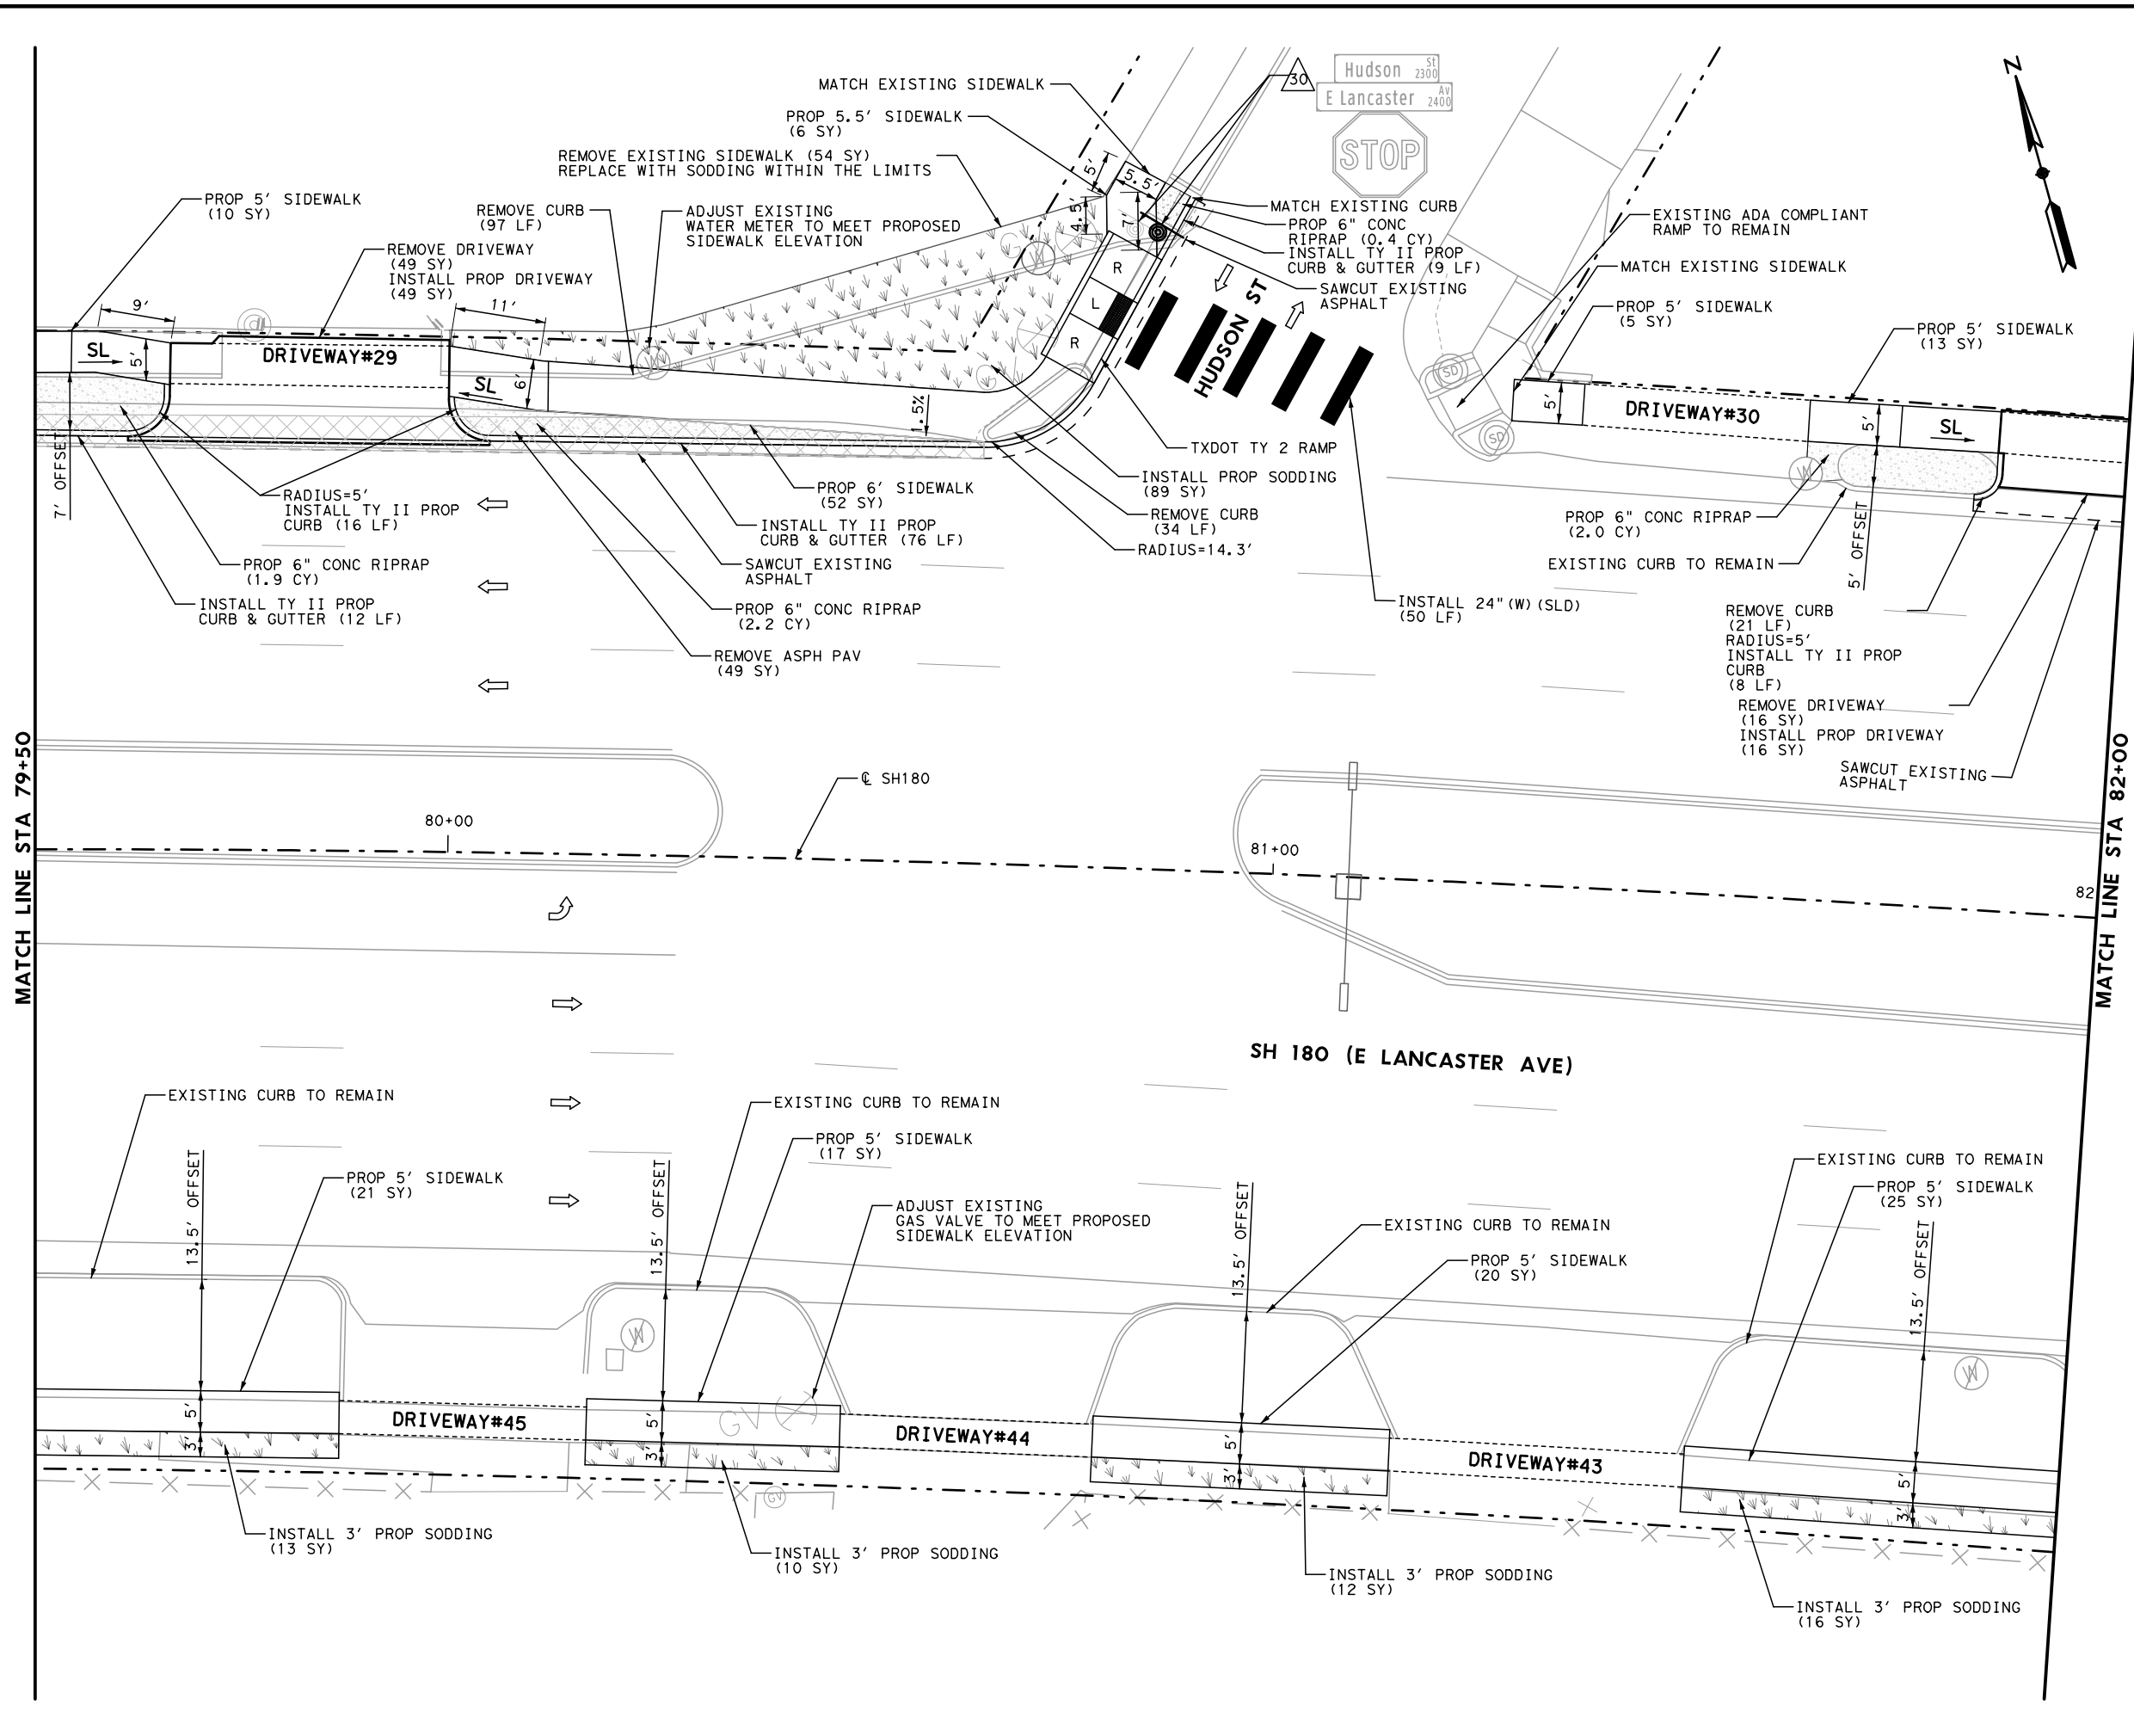 MATCH EXISTING SIDEWALK
PROP 5.5' SIDEWALK
(6 SY)
REMOVE EXISTING SIDEWALK (54 SY)
REPLACE WITH SODDING WITHIN THE LIMITS
PROP 5' SIDEWALK
(10 SY)
REMOVE CURB
(97 LF)
ADJUST EXISTING
WATER METER TO MEET PROPOSED
SIDEWALK ELEVATION
REMOVE DRIVEWAY
(49 SY)
INSTALL PROP DRIVEWAY
(49 SY)
30
Hudson St 2300
E Lancaster Av 2400
STOP
N
MATCH EXISTING CURB
PROP 6" CONC
RIPRAP (0.4 CY)
INSTALL TY II PROP
CURB & GUTTER (9 LF)
SAWCUT EXISTING
ASPHALT
EXISTING ADA COMPLIANT
RAMP TO REMAIN
MATCH EXISTING SIDEWALK
PROP 5' SIDEWALK
(5 SY)
PROP 5' SIDEWALK
(13 SY)
5'
5.5'
4.5'
7'
G
W
R
L
R
HUDSON ST
9'
11'
SL
5'
DRIVEWAY#29
SL
6'
1.5%
W
SD
SD
5'
DRIVEWAY#30
5'
SL
W
7' OFFSET
RADIUS=5'
INSTALL TY II PROP
CURB (16 LF)
PROP 6" CONC RIPRAP
(1.9 CY)
INSTALL TY II PROP
CURB & GUTTER (12 LF)
PROP 6' SIDEWALK
(52 SY)
INSTALL TY II PROP
CURB & GUTTER (76 LF)
SAWCUT EXISTING
ASPHALT
PROP 6" CONC RIPRAP
(2.2 CY)
REMOVE ASPH PAV
(49 SY)
TXDOT TY 2 RAMP
INSTALL PROP SODDING
(89 SY)
REMOVE CURB
(34 LF)
RADIUS=14.3'
INSTALL 24"(W)(SLD)
(50 LF)
PROP 6" CONC RIPRAP
(2.0 CY)
EXISTING CURB TO REMAIN
5' OFFSET
REMOVE CURB
(21 LF)
RADIUS=5'
INSTALL TY II PROP
CURB
(8 LF)
REMOVE DRIVEWAY
(16 SY)
INSTALL PROP DRIVEWAY
(16 SY)
SAWCUT EXISTING
ASPHALT
MATCH LINE STA 79+50
80+00
℄ SH180
81+00
82
MATCH LINE STA 82+00
SH 180 (E LANCASTER AVE)
EXISTING CURB TO REMAIN
13.5' OFFSET
PROP 5' SIDEWALK
(21 SY)
EXISTING CURB TO REMAIN
13.5' OFFSET
PROP 5' SIDEWALK
(17 SY)
ADJUST EXISTING
GAS VALVE TO MEET PROPOSED
SIDEWALK ELEVATION
13.5' OFFSET
EXISTING CURB TO REMAIN
PROP 5' SIDEWALK
(20 SY)
EXISTING CURB TO REMAIN
PROP 5' SIDEWALK
(25 SY)
13.5' OFFSET
W
W
5'
3'
DRIVEWAY#45
5'
3'
GV
DRIVEWAY#44
5'
3'
DRIVEWAY#43
5'
3'
GV
INSTALL 3' PROP SODDING
(13 SY)
INSTALL 3' PROP SODDING
(10 SY)
INSTALL 3' PROP SODDING
(12 SY)
INSTALL 3' PROP SODDING
(16 SY)